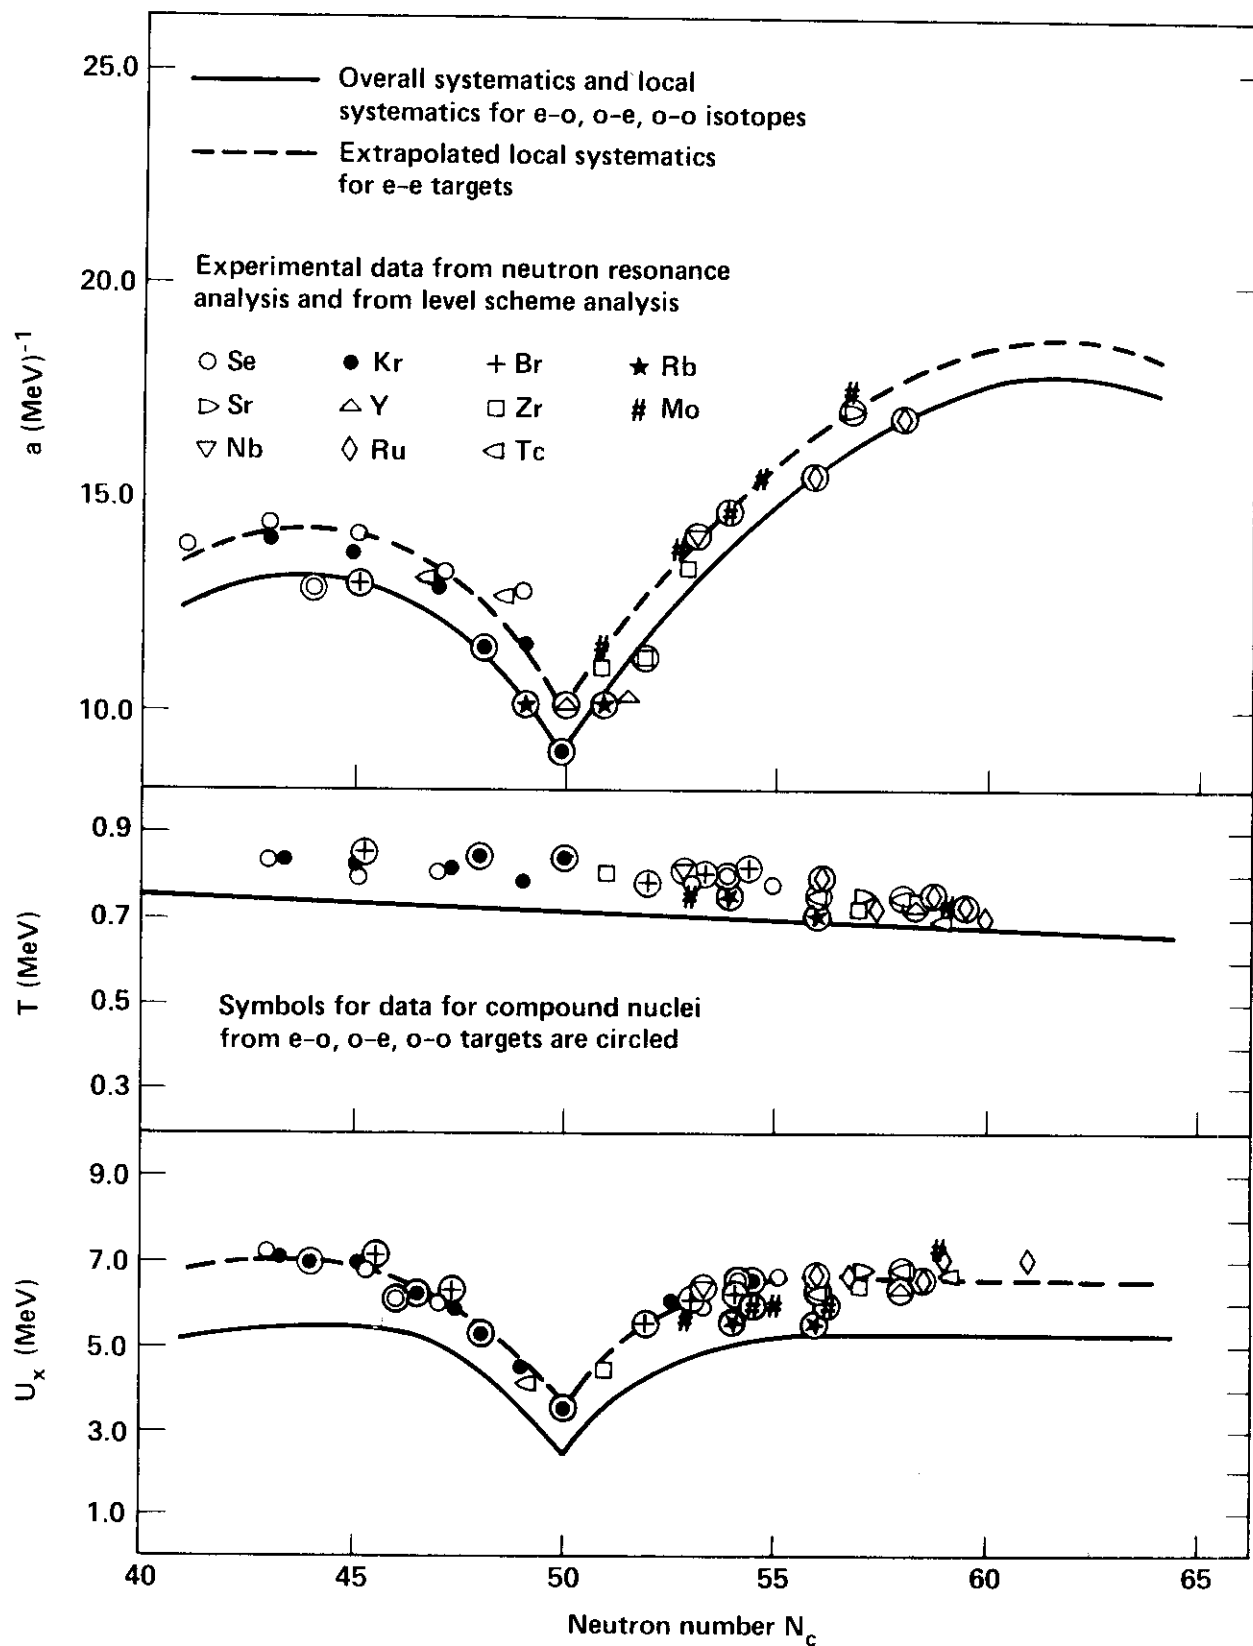 25.0
20.0
15.0
10.0
a (MeV)⁻¹
Overall systematics and local
systematics for e-o, o-e, o-o isotopes
Extrapolated local systematics
for e-e targets
Experimental data from neutron resonance
analysis and from level scheme analysis
Se Kr Br Rb
Sr Y Zr # Mo
Nb Ru Tc
0.9
0.7
0.5
0.3
T (MeV)
Symbols for data for compound nuclei
from e-o, o-e, o-o targets are circled
9.0
7.0
5.0
3.0
1.0
Uₓ (MeV)
40 45 50 55 60 65
Neutron number N_c